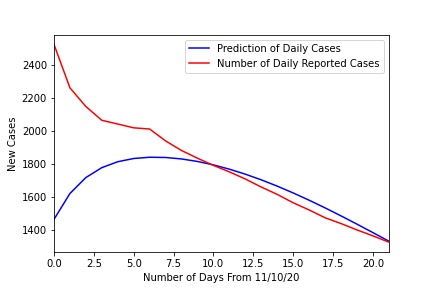 Prediction of Daily Cases
Number of Daily Reported Cases
2400
2200
2000
1800
1600
1400
New Cases
0.0 2.5 5.0 7.5 10.0 12.5 15.0 17.5 20.0
Number of Days From 11/10/20